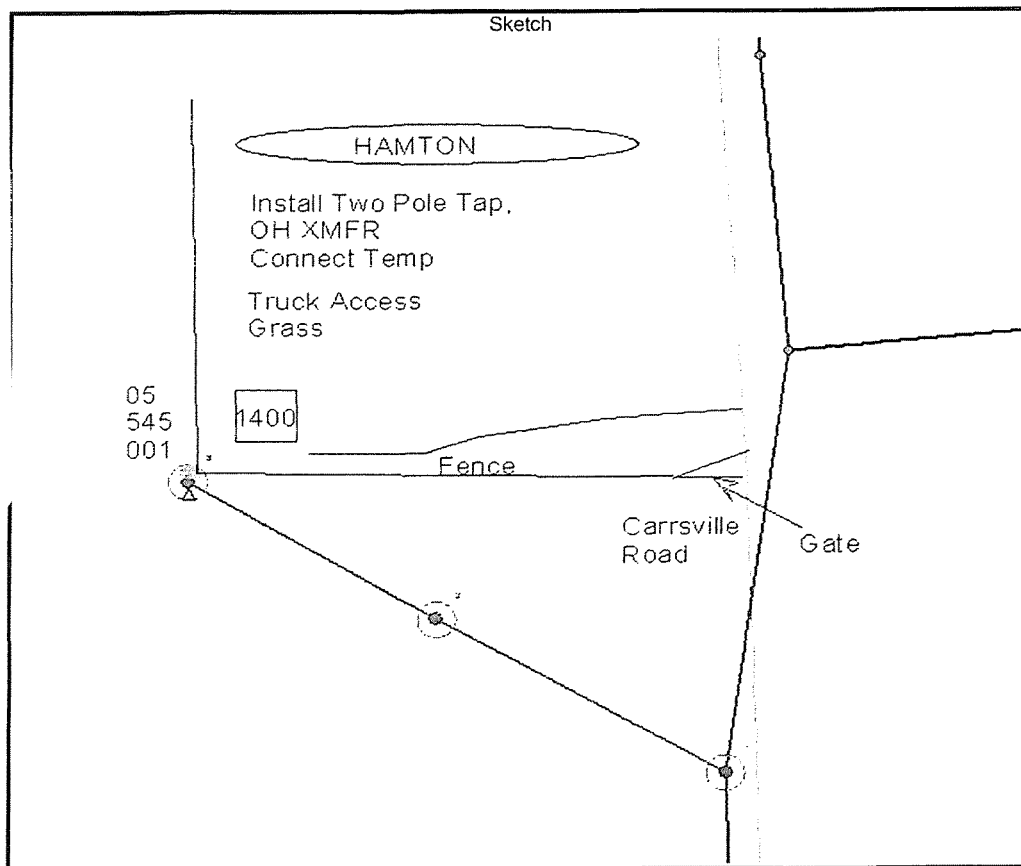 Sketch
HAMTON
Install Two Pole Tap,
OH XMFR
Connect Temp
Truck Access
Grass
05
545
001
1400
Fence
Carrsville
Road
Gate